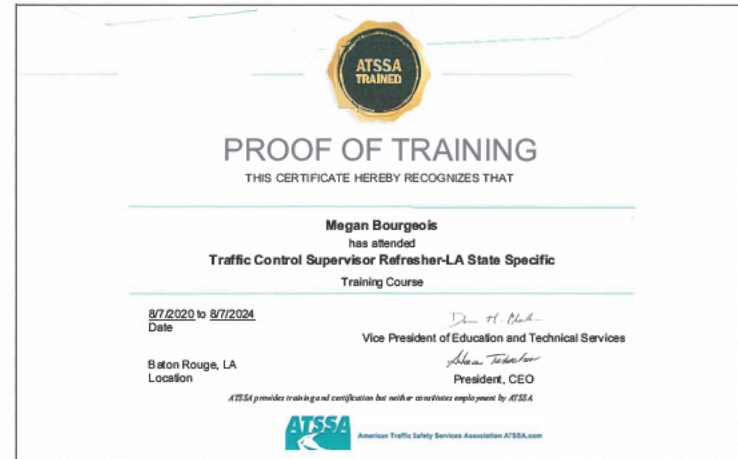 ATSSA
TRAINED
PROOF OF TRAINING
THIS CERTIFICATE HEREBY RECOGNIZES THAT
Megan Bourgeois
has attended
Traffic Control Supervisor Refresher-LA State Specific
Training Course
8/7/2020 to 8/7/2024
Date
Vice President of Education and Technical Services
Baton Rouge, LA
Location
President, CEO
ATSSA provides training and certification but neither constitutes employment by ATSSA
ATSSA
American Traffic Safety Services Association ATSSA.com